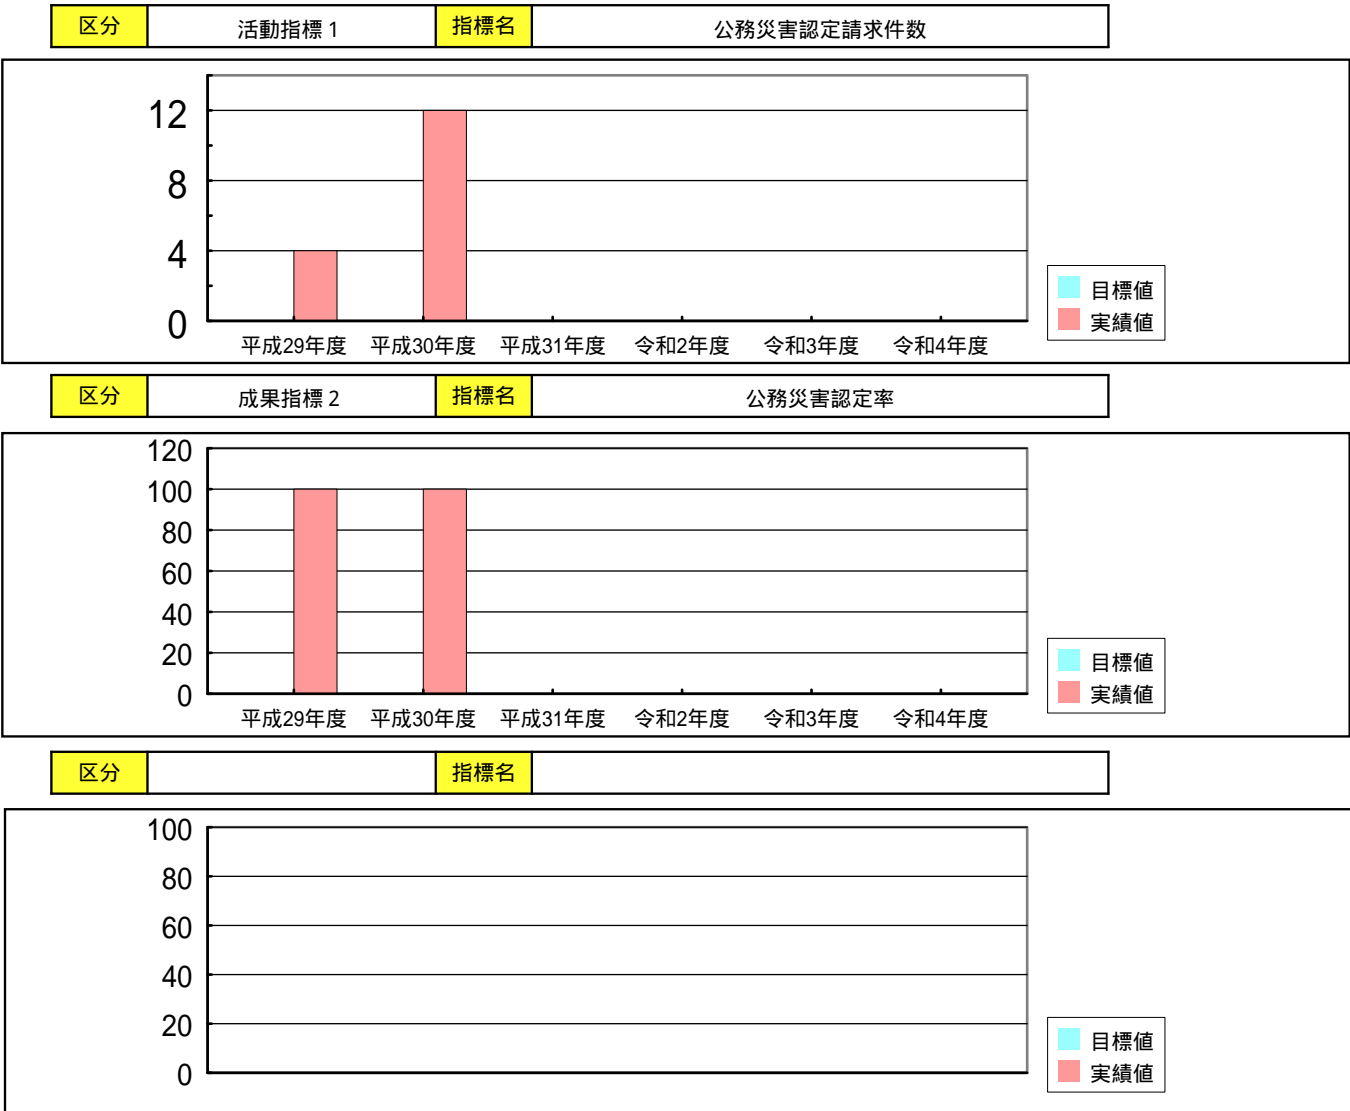 区分 活動指標1 指標名 公務災害認定請求件数
12
8
4
0
平成29年度 平成30年度 平成31年度 令和2年度 令和3年度 令和4年度
目標値
実績値
区分 成果指標2 指標名 公務災害認定率
120
100
80
60
40
20
0
平成29年度 平成30年度 平成31年度 令和2年度 令和3年度 令和4年度
目標値
実績値
区分 指標名
100
80
60
40
20
0
目標値
実績値